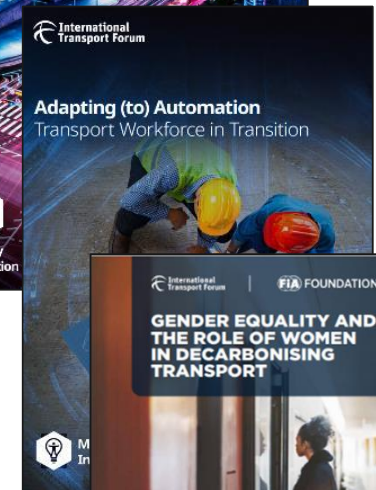 International
Transport Forum
Adapting (to) Automation
Transport Workforce in Transition
International
Transport Forum
FiA FOUNDATION
GENDER EQUALITY AND
THE ROLE OF WOMEN
IN DECARBONISING
TRANSPORT